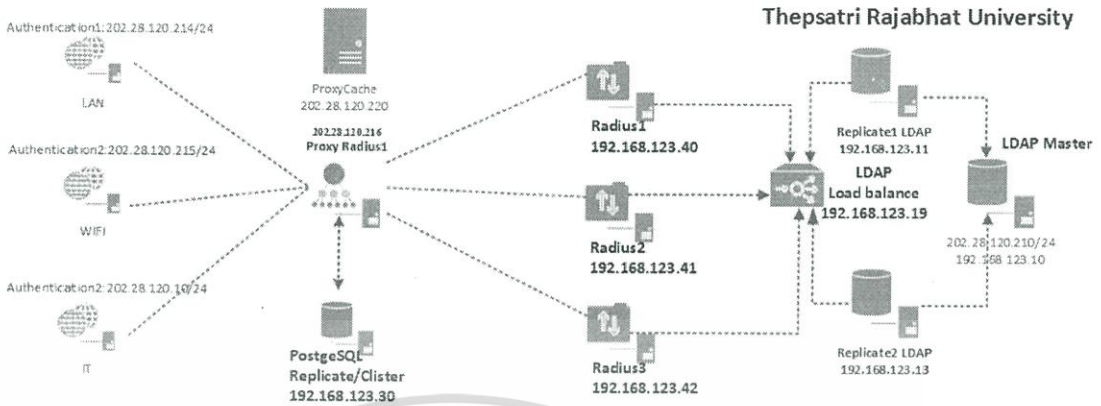 Thepsatri Rajabhat University
Authentication1:202.28.120.214/24
LAN
Authentication2:202.28.120.215/24
WIFI
Authentication2:202.28.120.10/24
IT
ProxyCache
202.28.120.220
202.28.120.216
Proxy Radius1
PostgeSQL
Replicate/Clister
192.168.123.30
Radius1
192.168.123.40
Radius2
192.168.123.41
Radius3
192.168.123.42
LDAP
Load balance
192.168.123.19
Replicate1 LDAP
192.168.123.11
LDAP Master
202.28.120.210/24
192.168.123.10
Replicate2 LDAP
192.168.123.13